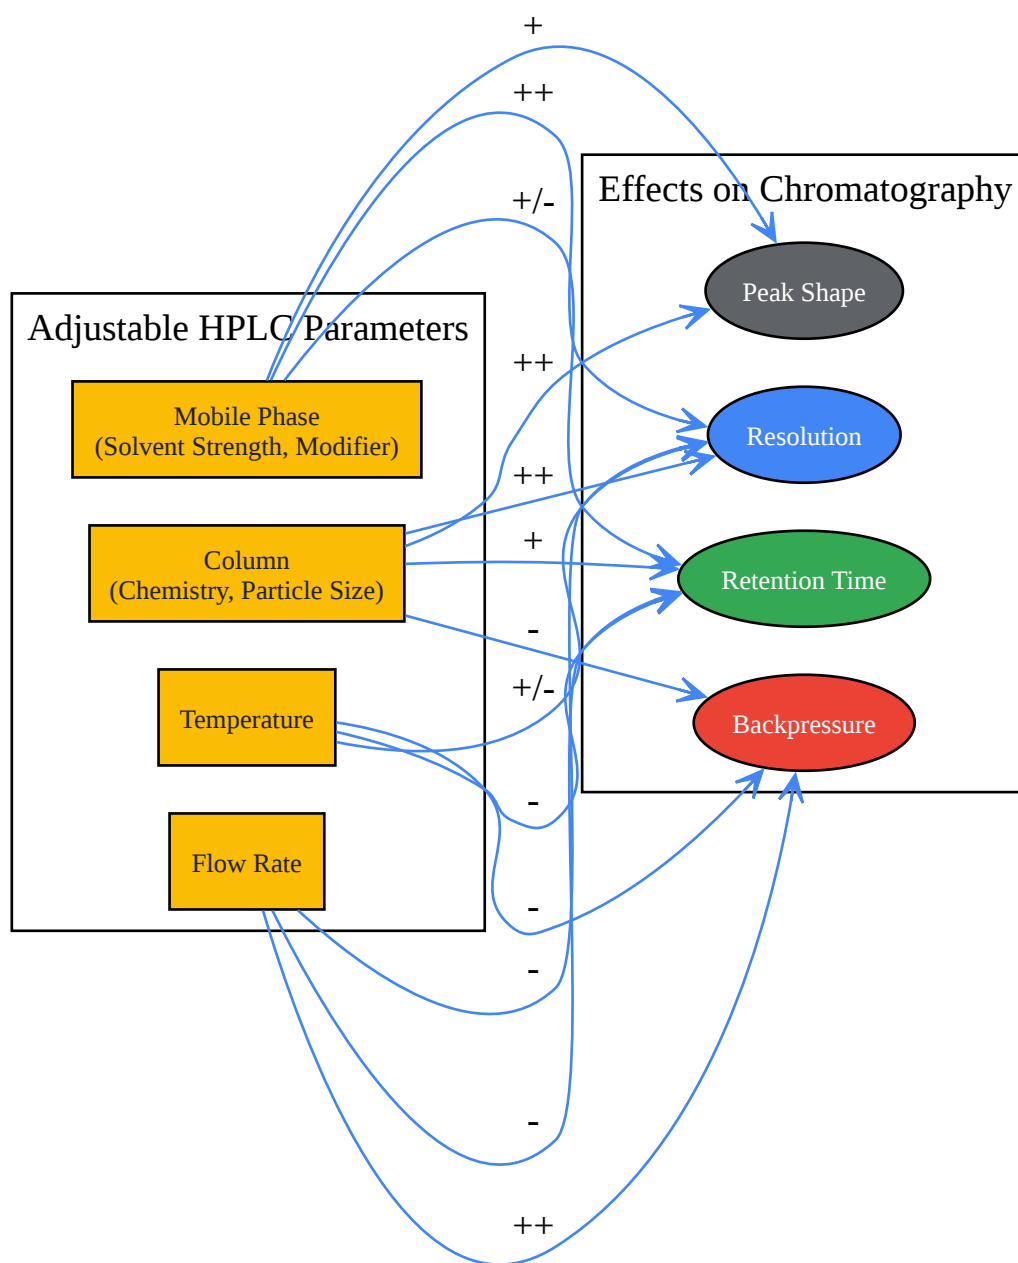 +
++
+/-
Effects on Chromatography
Peak Shape
Adjustable HPLC Parameters
++
Mobile Phase
(Solvent Strength, Modifier)
Resolution
++
+
Column
(Chemistry, Particle Size)
Retention Time
-
+/-
Temperature
Backpressure
-
Flow Rate
-
-
-
++